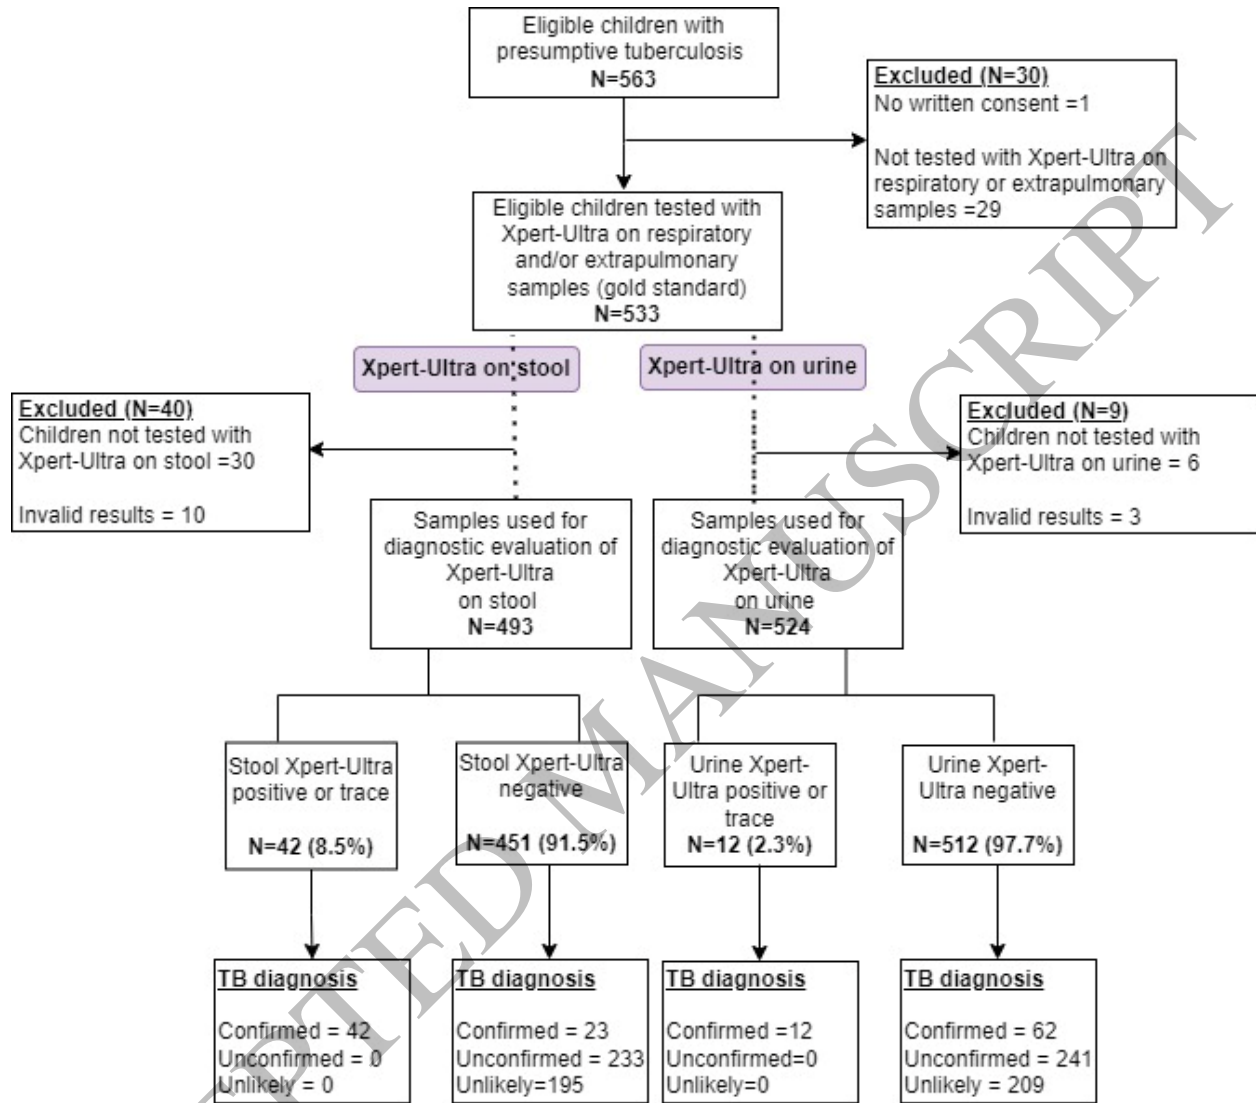 Eligible children with
presumptive tuberculosis
N=563
Excluded (N=30)
No written consent =1
Not tested with Xpert-Ultra on
respiratory or extrapulmonary
samples =29
Eligible children tested with
Xpert-Ultra on respiratory
and/or extrapulmonary
samples (gold standard)
N=533
Xpert-Ultra on stool
Xpert-Ultra on urine
Excluded (N=40)
Children not tested with
Xpert-Ultra on stool =30
Invalid results = 10
Excluded (N=9)
Children not tested with
Xpert-Ultra on urine = 6
Invalid results = 3
Samples used for
diagnostic evaluation of
Xpert-Ultra
on stool
N=493
Samples used for
diagnostic evaluation of
Xpert-Ultra
on urine
N=524
Stool Xpert-Ultra
positive or trace
N=42 (8.5%)
Stool Xpert-Ultra
negative
N=451 (91.5%)
Urine Xpert-
Ultra positive or
trace
N=12 (2.3%)
Urine Xpert-
Ultra negative
N=512 (97.7%)
TB diagnosis
Confirmed = 42
Unconfirmed = 0
Unlikely = 0
TB diagnosis
Confirmed = 23
Unconfirmed = 233
Unlikely=195
TB diagnosis
Confirmed =12
Unconfirmed=0
Unlikely=0
TB diagnosis
Confirmed = 62
Unconfirmed = 241
Unlikely = 209
PTED MANUSCRIPT